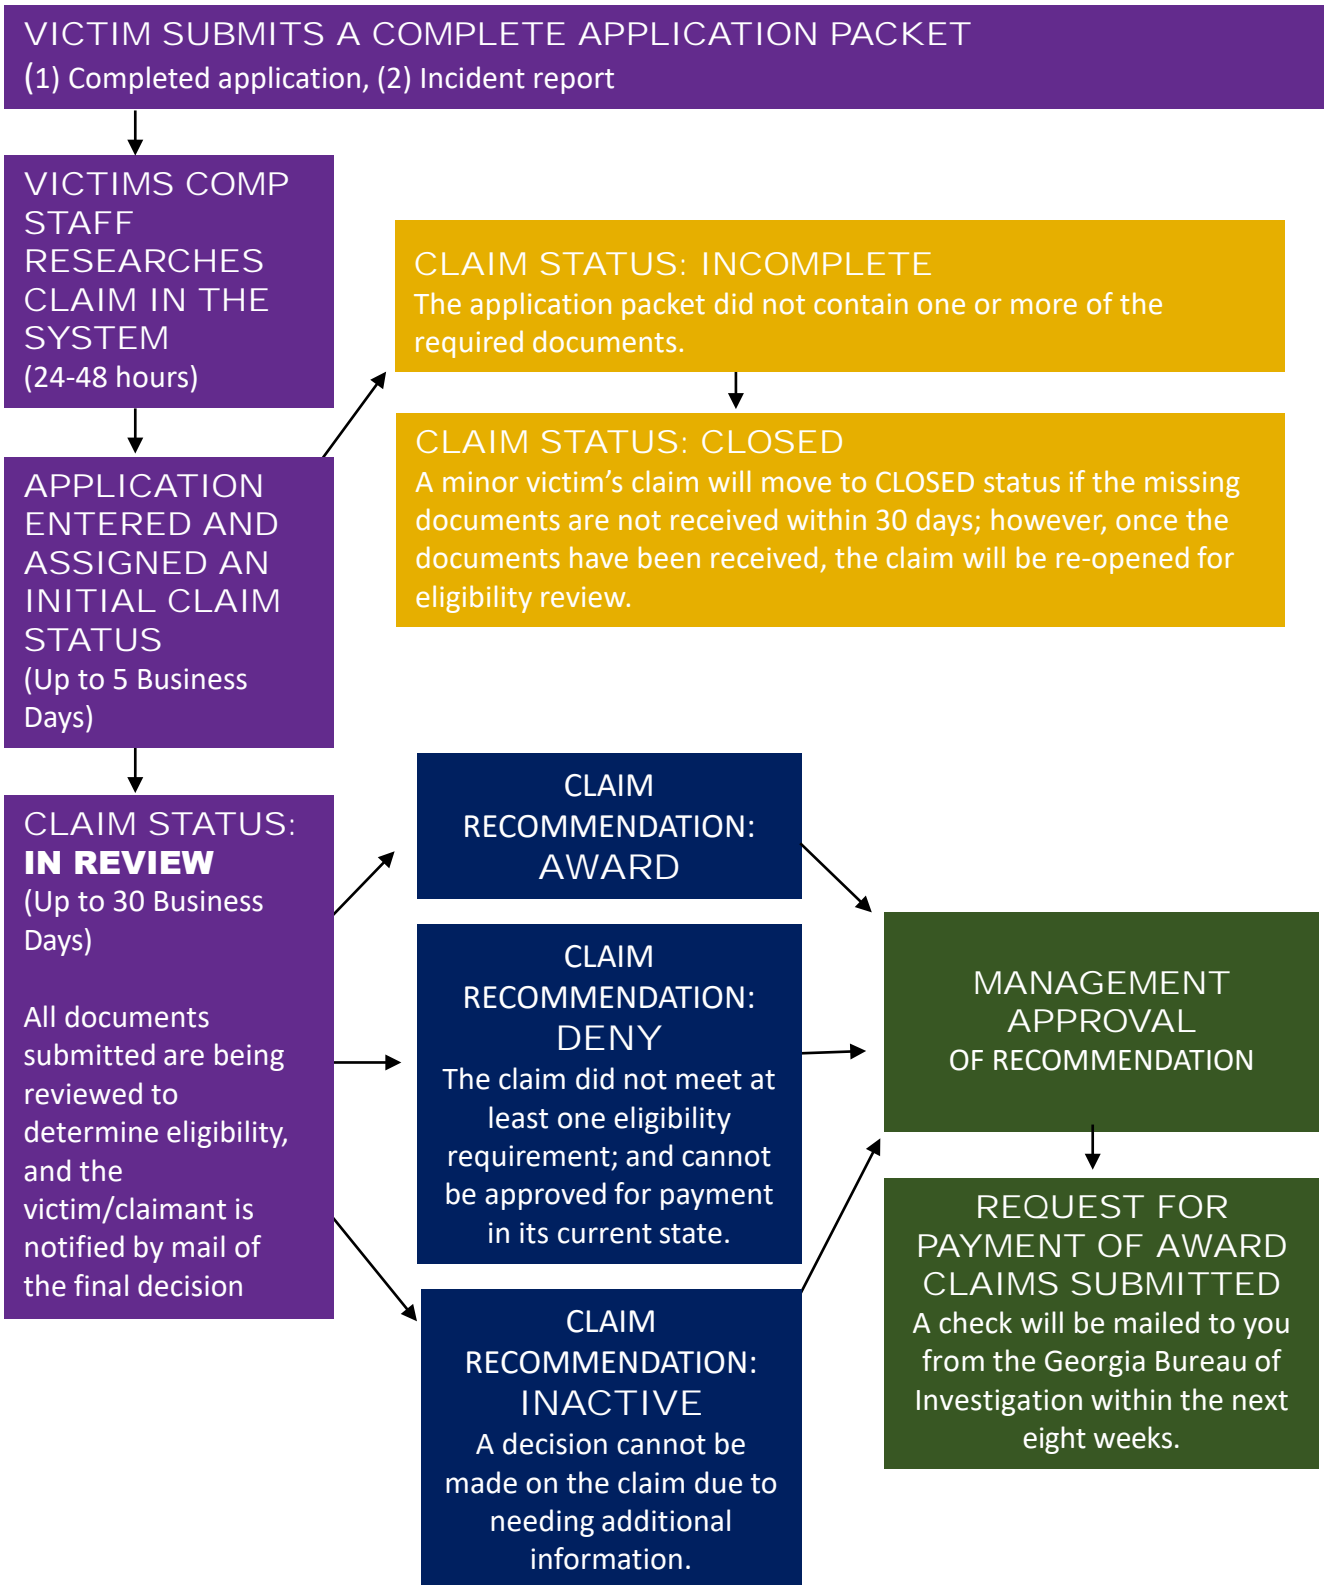 VICTIM SUBMITS A COMPLETE APPLICATION PACKET
(1) Completed application, (2) Incident report
VICTIMS COMP
STAFF
RESEARCHES
CLAIM IN THE
SYSTEM
(24-48 hours)
CLAIM STATUS: INCOMPLETE
The application packet did not contain one or more of the
required documents.
CLAIM STATUS: CLOSED
A minor victim’s claim will move to CLOSED status if the missing
documents are not received within 30 days; however, once the
documents have been received, the claim will be re-opened for
eligibility review.
APPLICATION
ENTERED AND
ASSIGNED AN
INITIAL CLAIM
STATUS
(Up to 5 Business
Days)
CLAIM STATUS:
IN REVIEW
(Up to 30 Business
Days)
All documents
submitted are being
reviewed to
determine eligibility,
and the
victim/claimant is
notified by mail of
the final decision
CLAIM
RECOMMENDATION:
AWARD
CLAIM
RECOMMENDATION:
DENY
The claim did not meet at
least one eligibility
requirement; and cannot
be approved for payment
in its current state.
CLAIM
RECOMMENDATION:
INACTIVE
A decision cannot be
made on the claim due to
needing additional
information.
MANAGEMENT
APPROVAL
OF RECOMMENDATION
REQUEST FOR
PAYMENT OF AWARD
CLAIMS SUBMITTED
A check will be mailed to you
from the Georgia Bureau of
Investigation within the next
eight weeks.